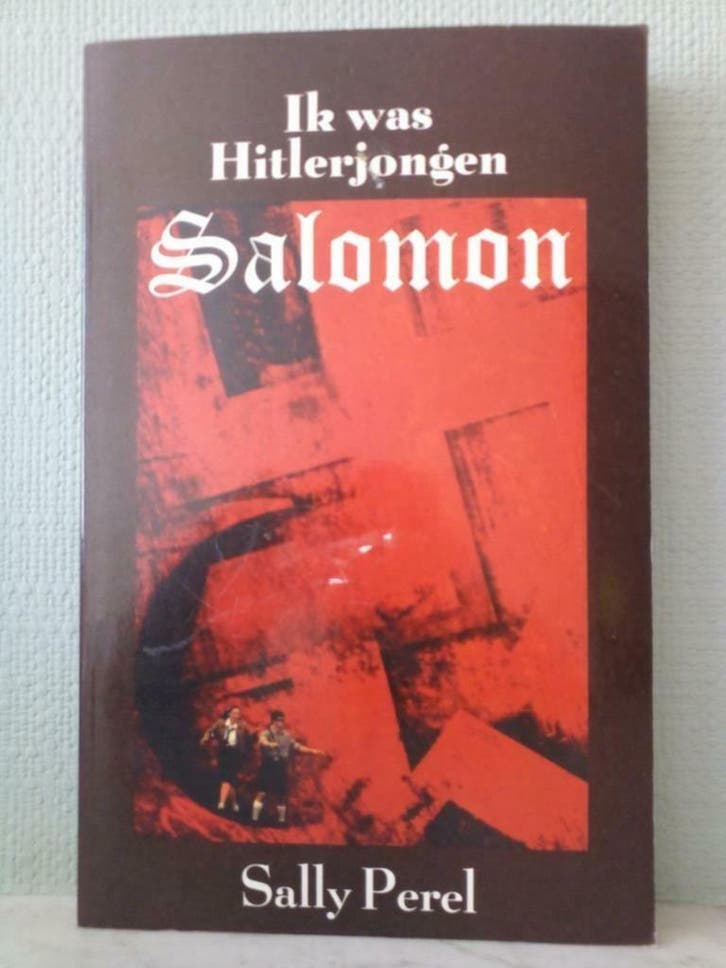 Ik was
Hitlerjongen
Salomon
Sally Perel